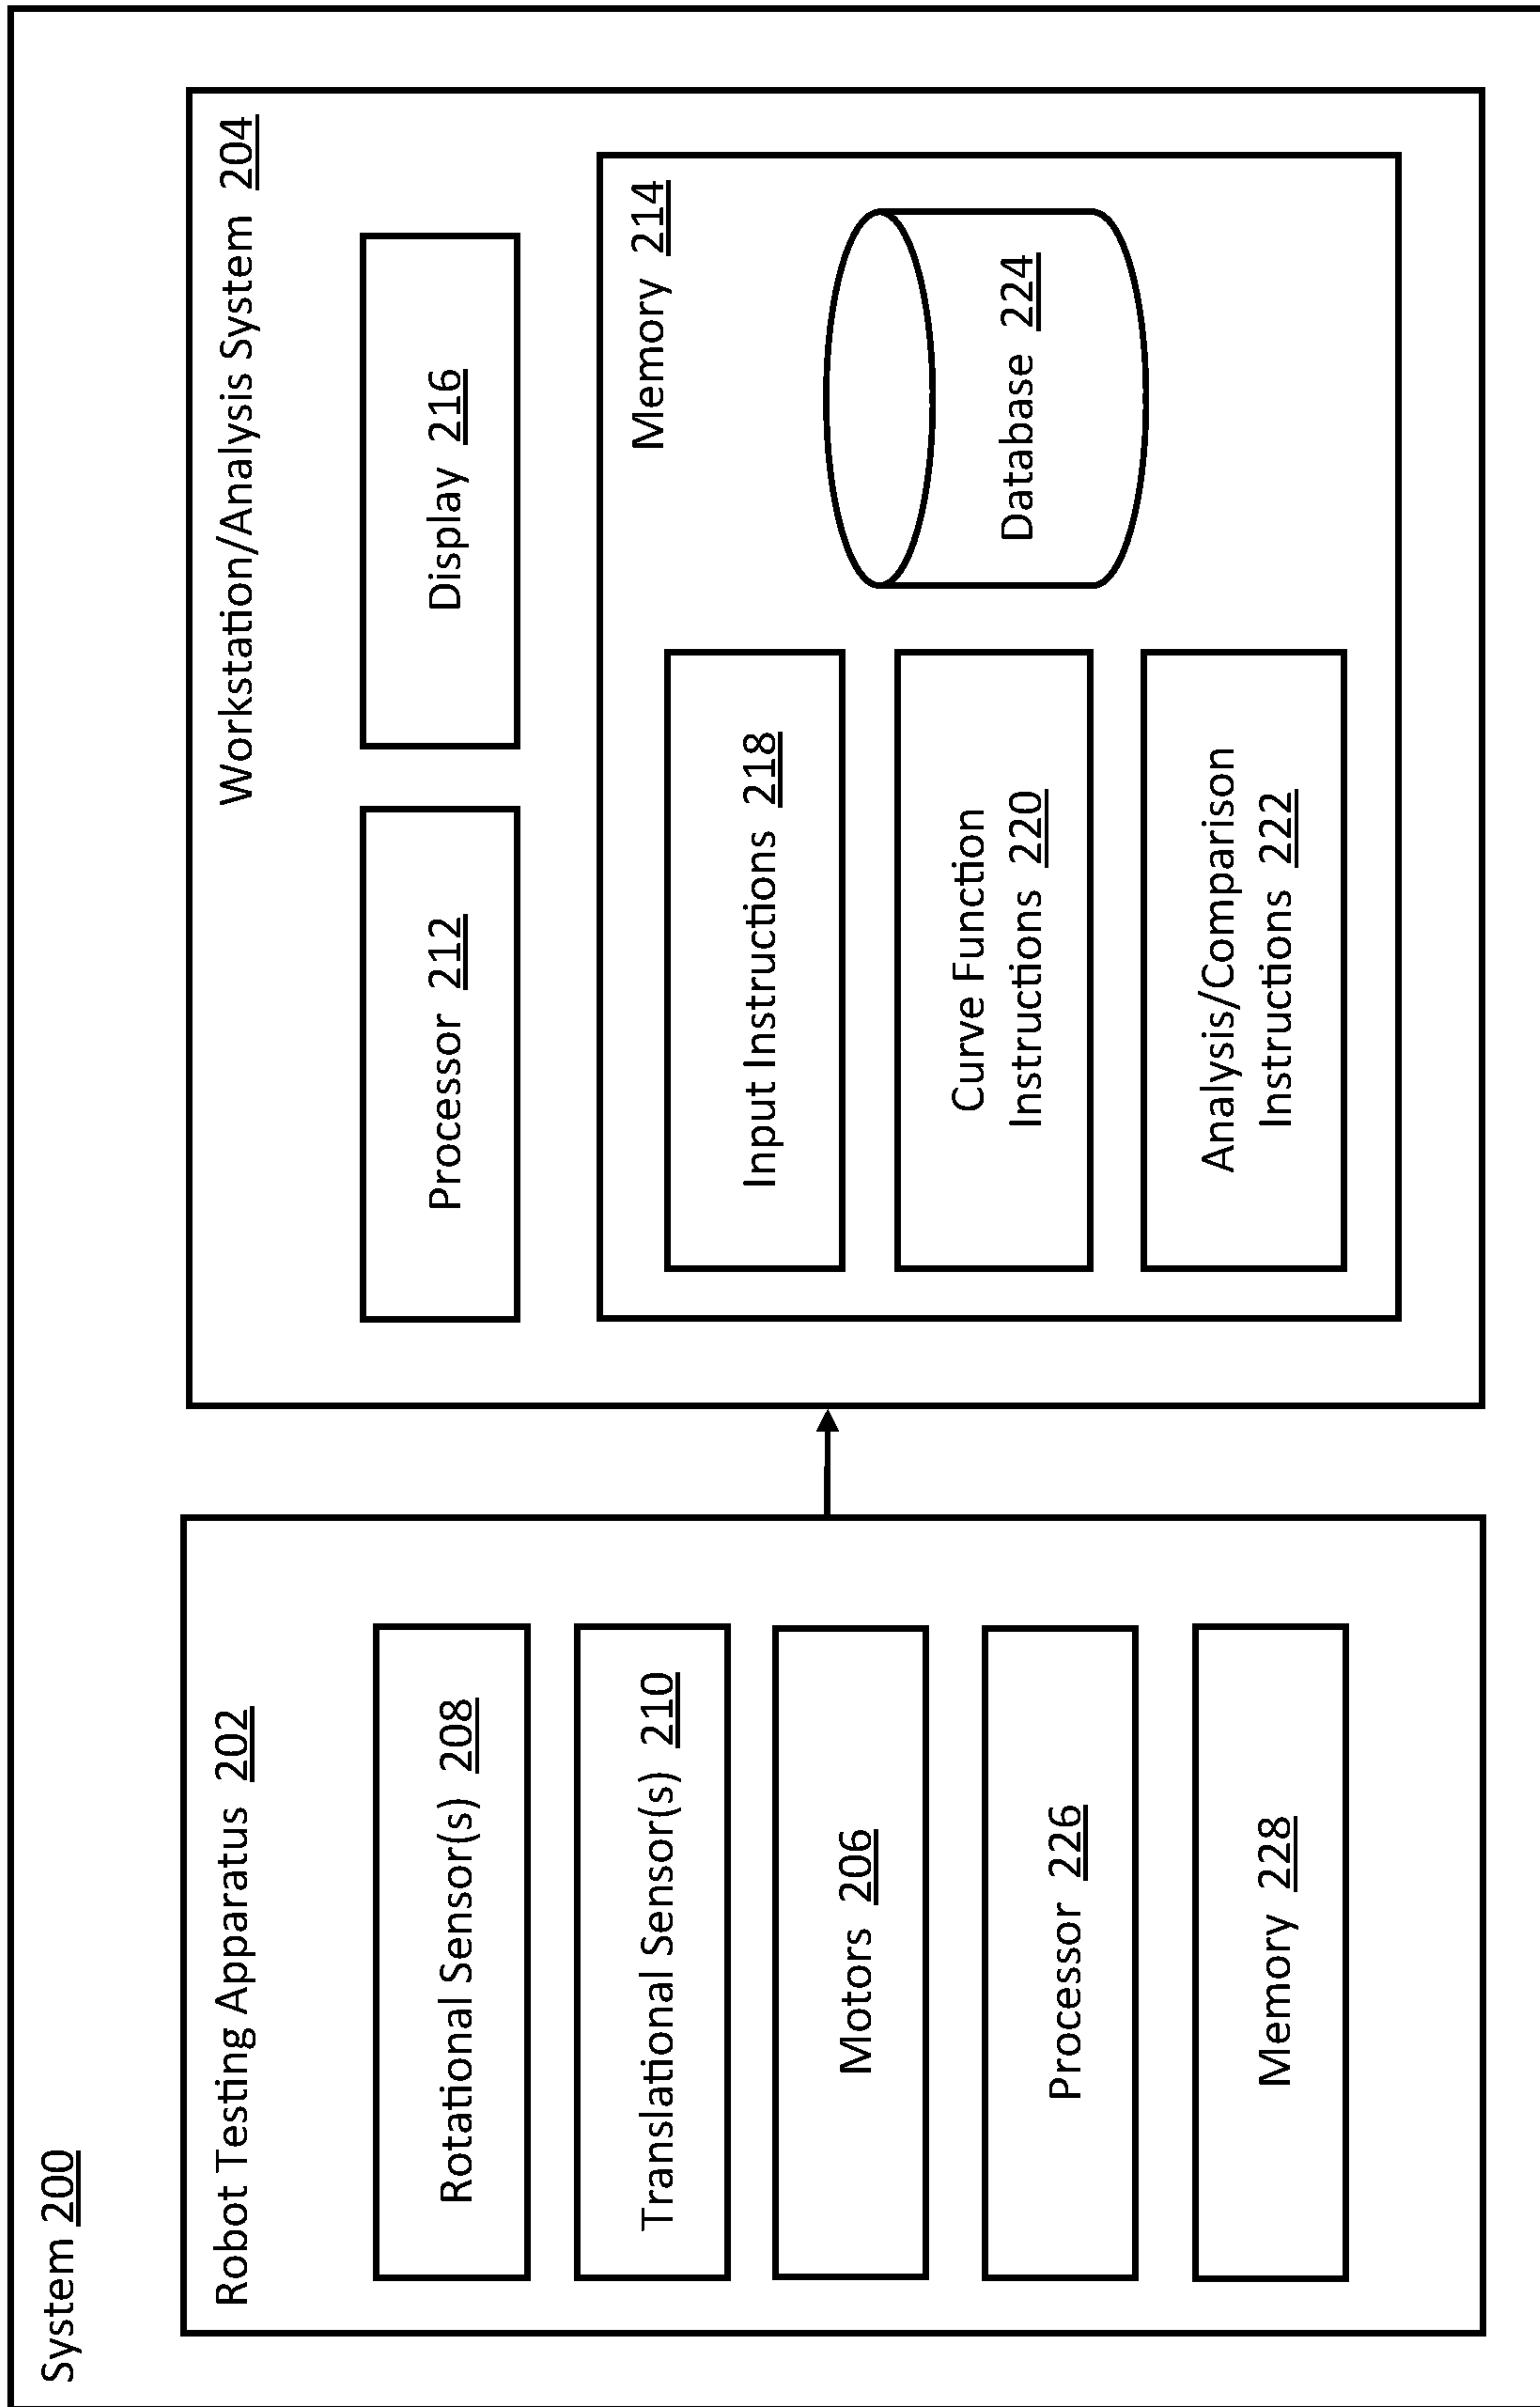 System 200
Robot Testing Apparatus 202
Rotational Sensor(s) 208
Translational Sensor(s) 210
Motors 206
Processor 226
Memory 228
Workstation/Analysis System 204
Processor 212
Display 216
Memory 214
Input Instructions 218
Curve Function
Instructions 220
Analysis/Comparison
Instructions 222
Database 224